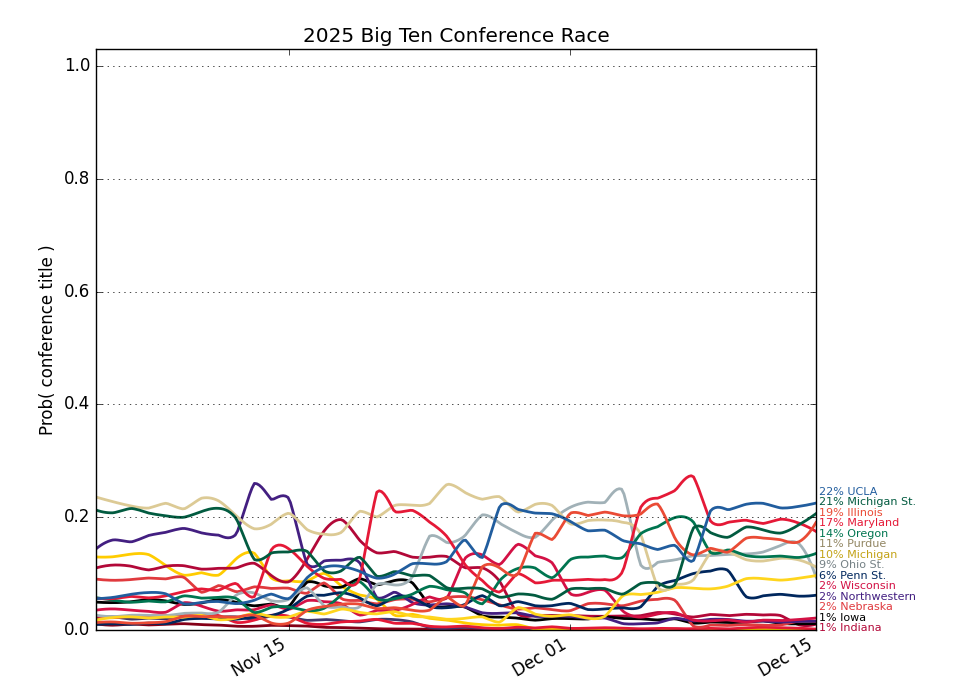 2025 Big Ten Conference Race
Prob( conference title )
1.0
0.8
0.6
0.4
0.2
0.0
Nov 15
Dec 01
Dec 15
22% UCLA
21% Michigan St.
19% Illinois
17% Maryland
14% Oregon
11% Purdue
10% Michigan
9% Ohio St.
6% Penn St.
2% Wisconsin
2% Northwestern
2% Nebraska
1% Iowa
1% Indiana